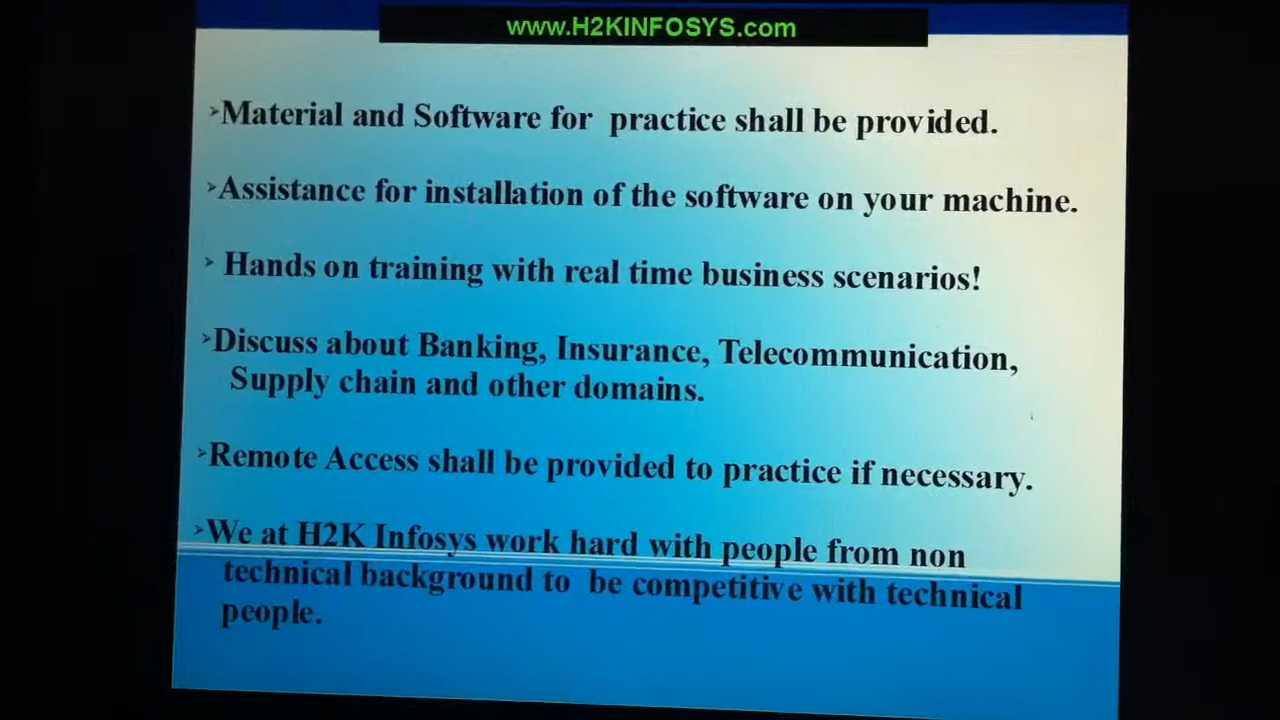 www.H2KINFOSYS.com
➢Material and Software for practice shall be provided.
➢Assistance for installation of the software on your machine.
➢ Hands on training with real time business scenarios!
➢Discuss about Banking, Insurance, Telecommunication,
Supply chain and other domains.
➢Remote Access shall be provided to practice if necessary.
➢We at H2K Infosys work hard with people from non
technical background to be competitive with technical
people.